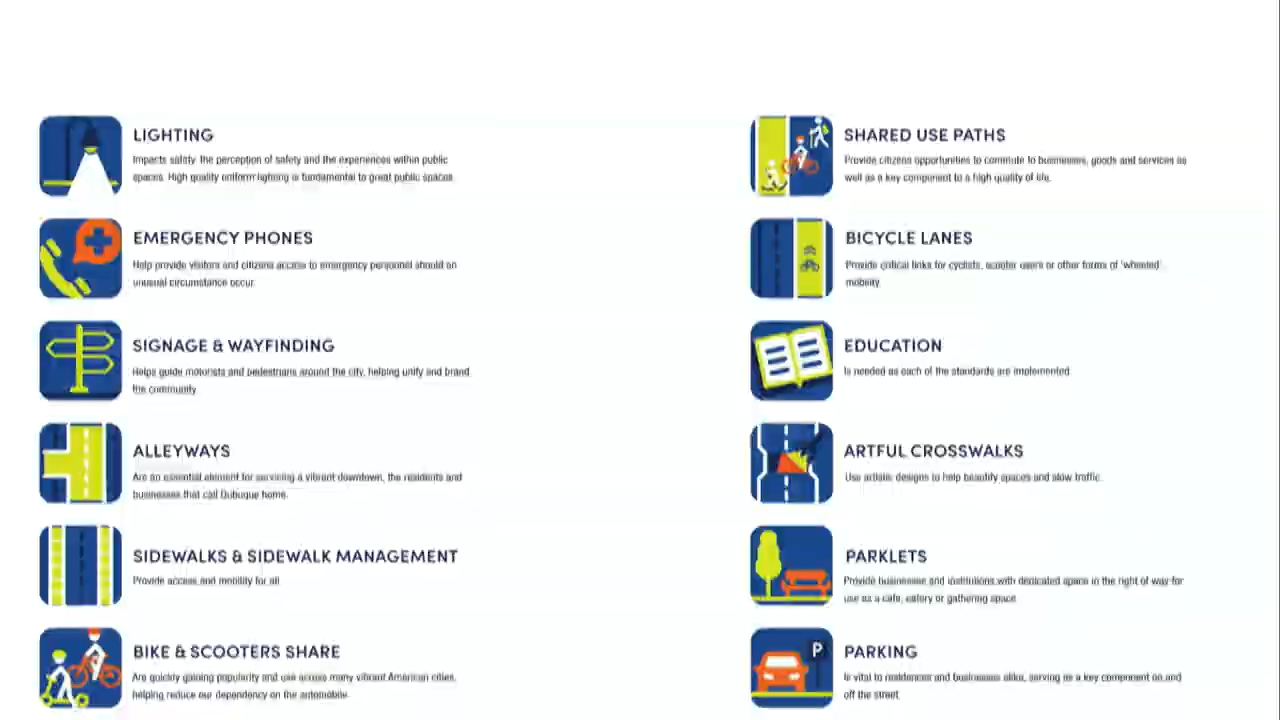 LIGHTING
Impacts safety, the perception of safety and the experiences within public
spaces. High quality uniform lighting is fundamental to great public spaces.
EMERGENCY PHONES
Help provide visitors and citizens access to emergency personnel should an
unusual circumstance occur.
SIGNAGE & WAYFINDING
Helps guide motorists and pedestrians around the city, helping unify and brand
the community.
ALLEYWAYS
Are an essential element for servicing a vibrant downtown, the residents and
businesses that call Dubuque home.
SIDEWALKS & SIDEWALK MANAGEMENT
Provide access and mobility for all.
BIKE & SCOOTERS SHARE
Are quickly gaining popularity and use across many vibrant American cities,
helping reduce our dependency on the automobile.
SHARED USE PATHS
Provide citizens opportunities to commute to businesses, goods and services as
well as a key component to a high quality of life.
BICYCLE LANES
Provide critical links for cyclists, scooter users or other forms of 'wheeled'
mobility.
EDUCATION
Is needed as each of the standards are implemented.
ARTFUL CROSSWALKS
Use artistic designs to help beautify spaces and slow traffic.
PARKLETS
Provide businesses and institutions with dedicated space in the right of way for
use as a cafe, eatery or gathering space.
P
PARKING
Is vital to residences and businesses alike, serving as a key component on and
off the street.